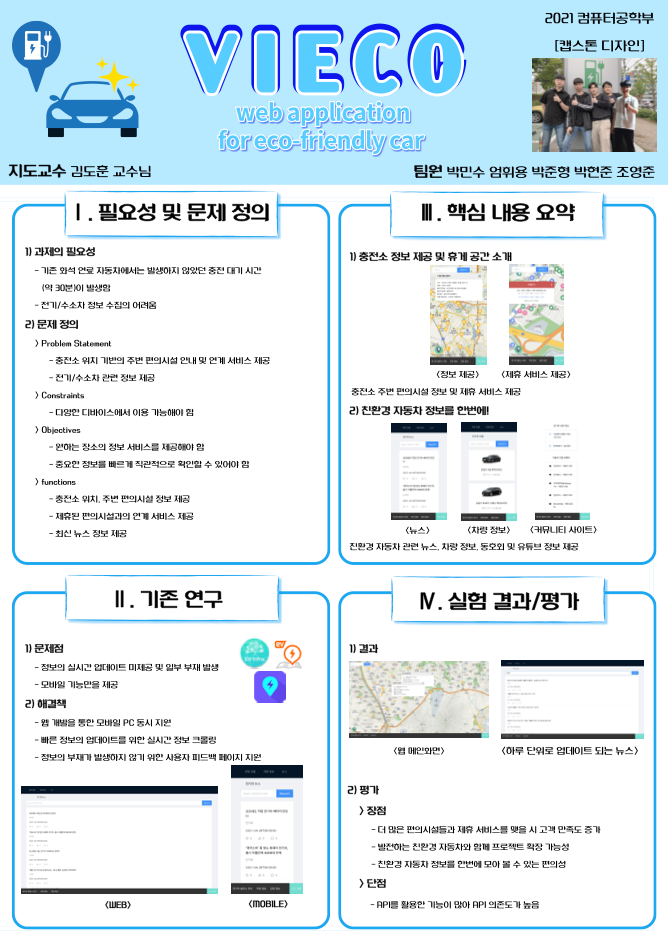 2021 컴퓨터공학부
[캡스톤 디자인]
VIECO
web application
for eco-friendly car
지도교수 김도훈 교수님
팀원 박민수 엄위용 박준형 박현준 조영준
Ⅰ. 필요성 및 문제 정의
1) 과제의 필요성
- 기존 화석 연료 자동차에서는 발생하지 않았던 충전 대기 시간
(약 30분)이 발생함
- 전기/수소차 정보 수집의 어려움
2) 문제 정의
> Problem Statement
- 충전소 위치 기반의 주변 편의시설 안내 및 연계 서비스 제공
- 전기/수소차 관련 정보 제공
> Constraints
- 다양한 디바이스에서 이용 가능해야 함
> Objectives
- 원하는 장소의 정보 서비스를 제공해야 함
- 중요한 정보를 빠르게 직관적으로 확인할 수 있어야 함
> functions
- 충전소 위치, 주변 편의시설 정보 제공
- 제휴된 편의시설과의 연계 서비스 제공
- 최신 뉴스 정보 제공
Ⅲ. 핵심 내용 요약
1) 충전소 정보 제공 및 휴게 공간 소개
<정보 제공> <제휴 서비스 제공>
충전소 주변 편의시설 정보 및 제휴 서비스 제공
2) 친환경 자동차 정보를 한번에!
<뉴스> <차량 정보> <커뮤니티 사이트>
친환경 자동차 관련 뉴스, 차량 정보, 동호회 및 유튜브 정보 제공
Ⅱ. 기존 연구
1) 문제점
- 정보의 실시간 업데이트 미제공 및 일부 부재 발생
- 모바일 기능만을 제공
EV
2) 해결책
- 웹 개발을 통한 모바일 PC 동시 지원
- 빠른 정보의 업데이트를 위한 실시간 정보 크롤링
- 정보의 부재가 발생하지 않기 위한 사용자 피드백 페이지 지원
<WEB> <MOBILE>
Ⅳ. 실험 결과/평가
1) 결과
<웹 메인화면> <하루 단위로 업데이트 되는 뉴스>
2) 평가
> 장점
- 더 많은 편의시설들과 제휴 서비스를 맺을 시 고객 만족도 증가
- 발전하는 친환경 자동차와 함께 프로젝트 확장 가능성
- 친환경 자동차 정보를 한번에 모아 볼 수 있는 편의성
> 단점
- API를 활용한 기능이 많아 API 의존도가 높음